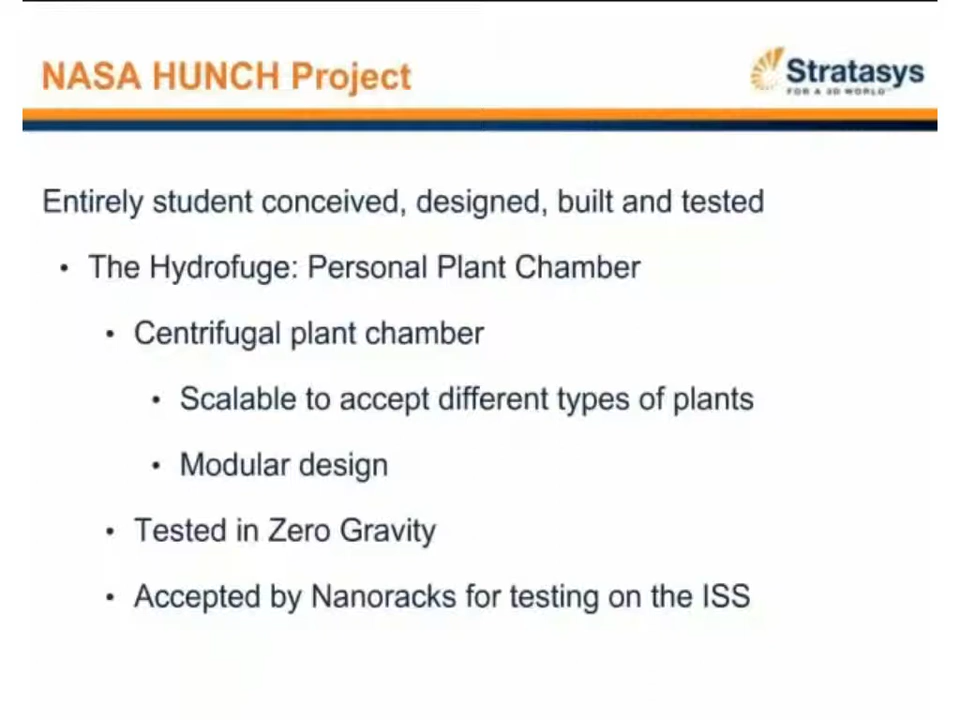 NASA HUNCH Project
Stratasys
FOR A 3D WORLD
Entirely student conceived, designed, built and tested
• The Hydrofuge: Personal Plant Chamber
• Centrifugal plant chamber
• Scalable to accept different types of plants
• Modular design
• Tested in Zero Gravity
• Accepted by Nanoracks for testing on the ISS